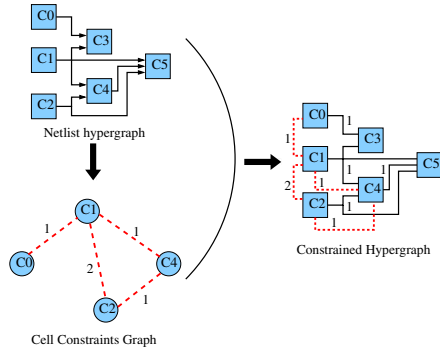 C0
C3
C1
C5
C4
C2
Netlist hypergraph
C1
1
1
2
C0
C4
1
C2
Cell Constraints Graph
C0
1
1
C3
C1
C5
1
1
1
2
C4
C2
1
1
Constrained Hypergraph